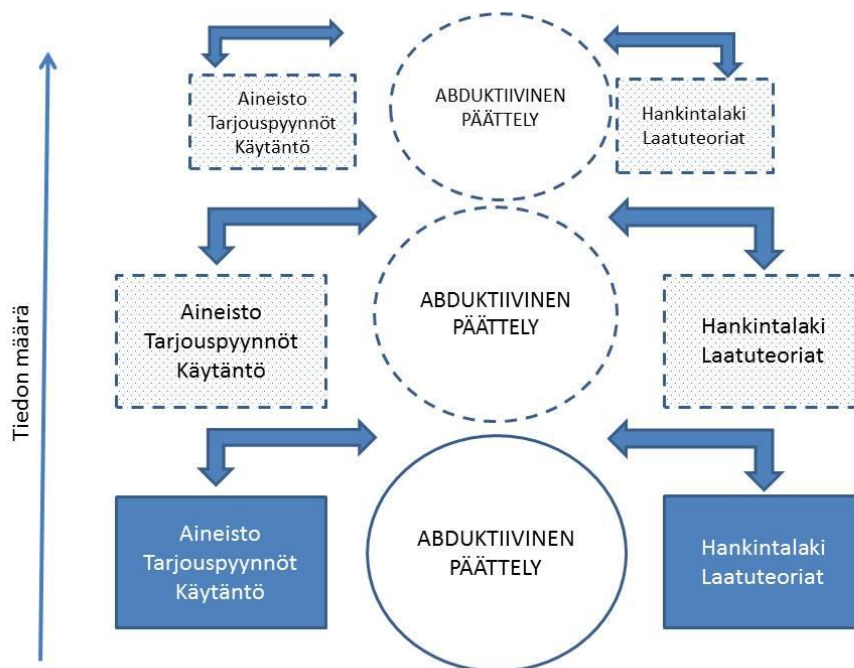 Aineisto
Tarjouspyynnöt
Käytäntö
ABDUKTIIVINEN
PÄÄTTELY
Hankintalaki
Laatuteoriat
Aineisto
Tarjouspyynnöt
Käytäntö
ABDUKTIIVINEN
PÄÄTTELY
Hankintalaki
Laatuteoriat
Tiedon määrä
Aineisto
Tarjouspyynnöt
Käytäntö
ABDUKTIIVINEN
PÄÄTTELY
Hankintalaki
Laatuteoriat